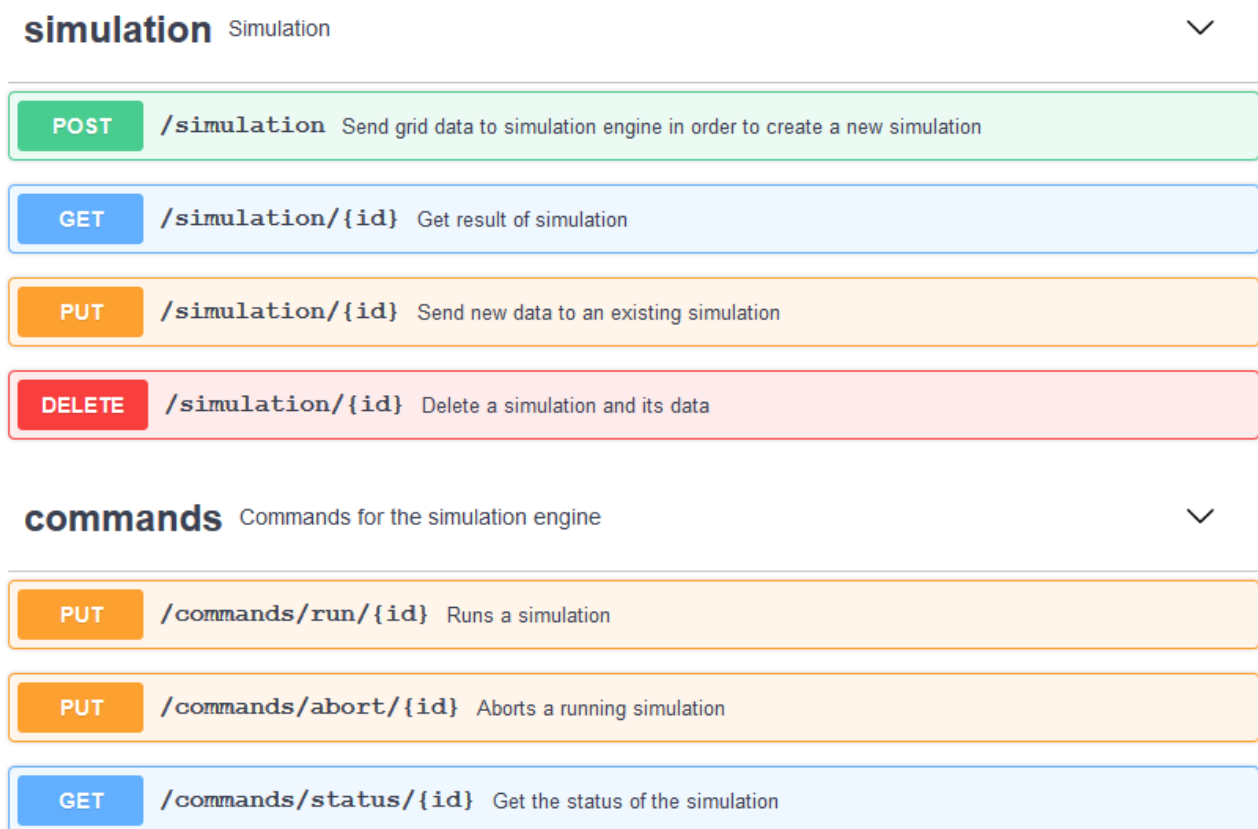 simulation Simulation
POST /simulation Send grid data to simulation engine in order to create a new simulation
GET /simulation/{id} Get result of simulation
PUT /simulation/{id} Send new data to an existing simulation
DELETE /simulation/{id} Delete a simulation and its data
commands Commands for the simulation engine
PUT /commands/run/{id} Runs a simulation
PUT /commands/abort/{id} Aborts a running simulation
GET /commands/status/{id} Get the status of the simulation